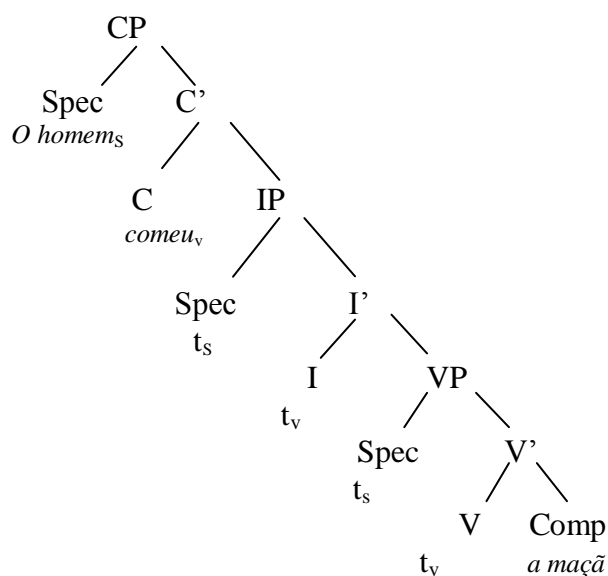 CP
Spec C’
O homemS
C IP
comeuv
Spec I’
tS
I VP
tv
Spec V’
ts
V Comp
tv a maçã